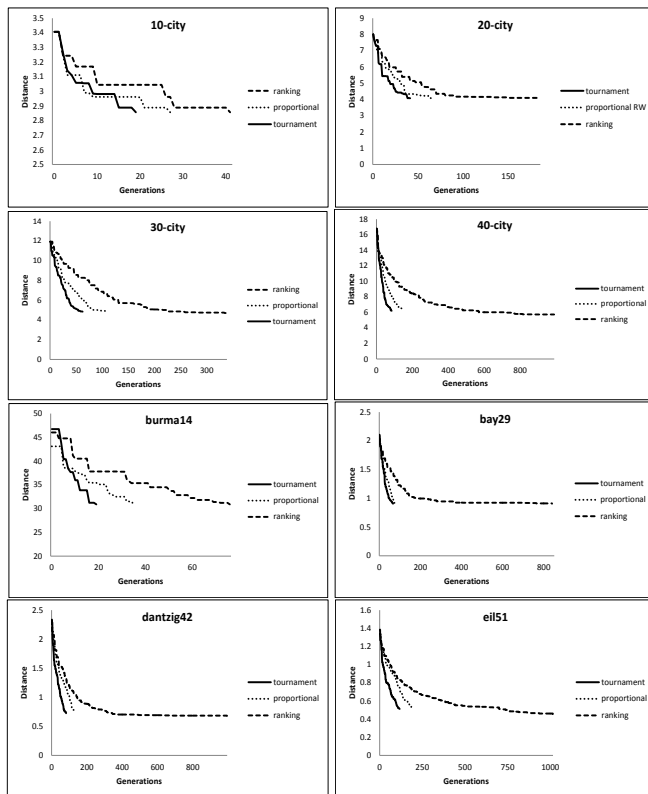 10-city
3.5
3.4
3.3
3.2
3.1
3
2.9
2.8
2.7
2.6
2.5
Distance
0 10 20 30 40
Generations
ranking
proportional
tournament
20-city
9
8
7
6
5
4
3
2
1
0
Distance
0 50 100 150
Generations
tournament
proportional RW
ranking
30-city
14
12
10
8
6
4
2
0
Distance
0 50 100 150 200 250 300
Generations
ranking
proportional
tournament
40-city
18
16
14
12
10
8
6
4
2
0
Distance
0 200 400 600 800
Generations
tournament
proportional
ranking
burma14
50
45
40
35
30
25
20
Distance
0 20 40 60
Generations
tournament
proportional
ranking
bay29
2.5
2
1.5
1
0.5
0
Distance
0 200 400 600 800
Generations
tournament
proportional
ranking
dantzig42
2.5
2
1.5
1
0.5
0
Distance
0 200 400 600 800
Generations
tournament
proportional
ranking
eil51
1.6
1.4
1.2
1
0.8
0.6
0.4
0.2
0
Distance
0 250 500 750 1000
Generations
tournament
proportional
ranking